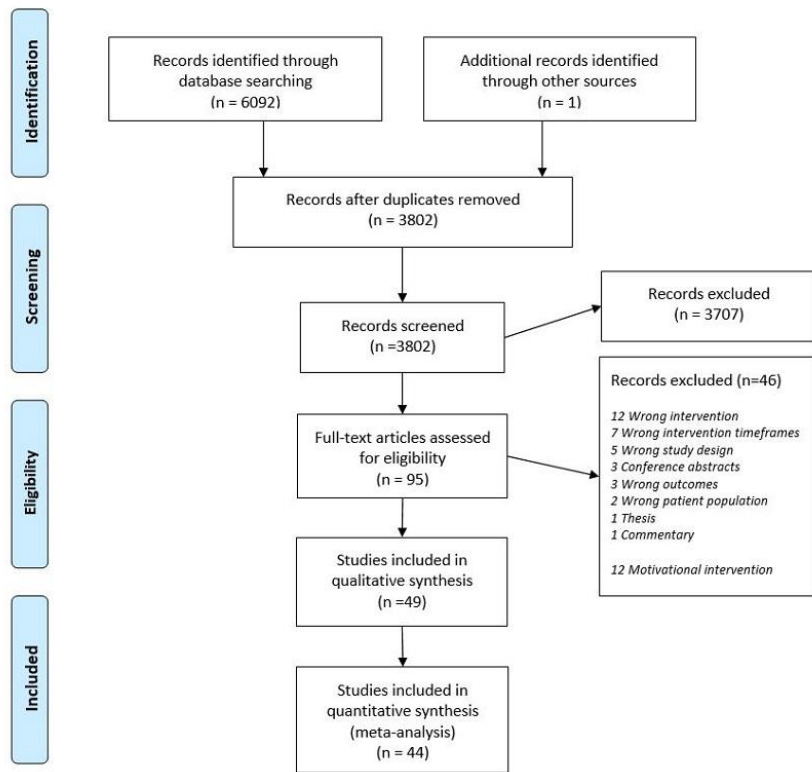 Identification
Records identified through
database searching
(n = 6092)
Additional records identified
through other sources
(n = 1)
Records after duplicates removed
(n = 3802)
Screening
Records screened
(n =3802)
Records excluded
(n = 3707)
Eligibility
Full-text articles assessed
for eligibility
(n = 95)
Records excluded (n=46)
12 Wrong intervention
7 Wrong intervention timeframes
5 Wrong study design
3 Conference abstracts
3 Wrong outcomes
2 Wrong patient population
1 Thesis
1 Commentary
12 Motivational intervention
Studies included in
qualitative synthesis
(n =49)
Included
Studies included in
quantitative synthesis
(meta-analysis)
(n = 44)